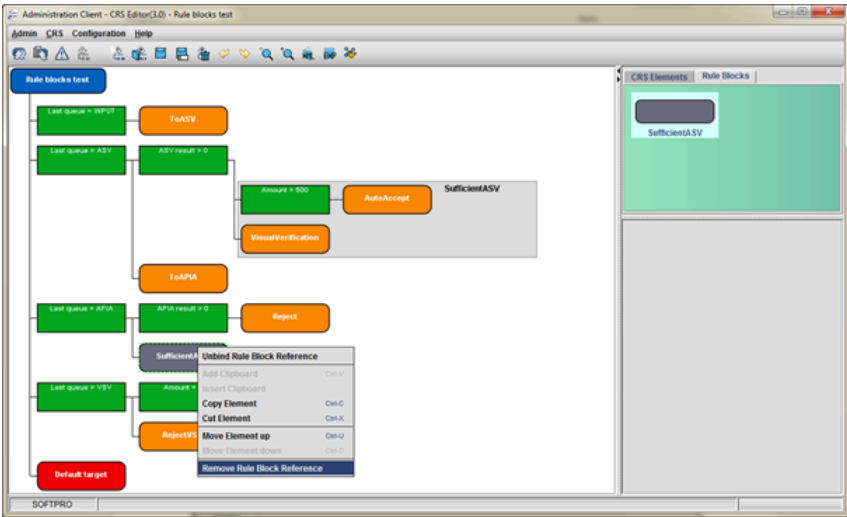 Administration Client - CRS Editor(3.0) - Rule blocks test
Admin CRS Configuration Help
Rule blocks test
CRS Elements Rule Blocks
SufficientASV
Last queue = INPUT
ToASV
Last queue = ASV
ASV result > 0
Amount > 500
AutoAccept
SufficientASV
VisualVerification
ToAPIA
Last queue = APIA
APIA result > 0
Reject
SufficientA
Unbind Rule Block Reference
Add Clipboard Ctrl-V
Insert Clipboard
Copy Element Ctrl-C
Cut Element Ctrl-X
Move Element up Ctrl-U
Move Element down Ctrl-D
Remove Rule Block Reference
Last queue = VSV
Amount =
RejectVS
Default target
SOFTPRO